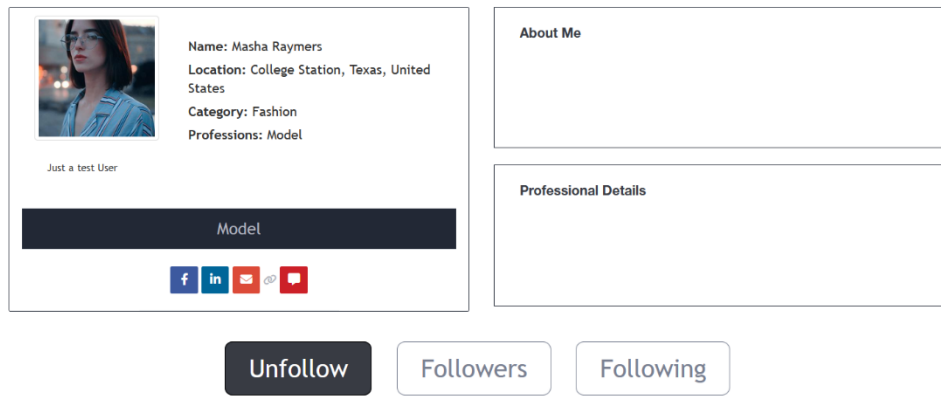 Name: Masha Raymers
Location: College Station, Texas, United
States
Category: Fashion
Professions: Model
Just a test User
Model
f in
About Me
Professional Details
Unfollow Followers Following